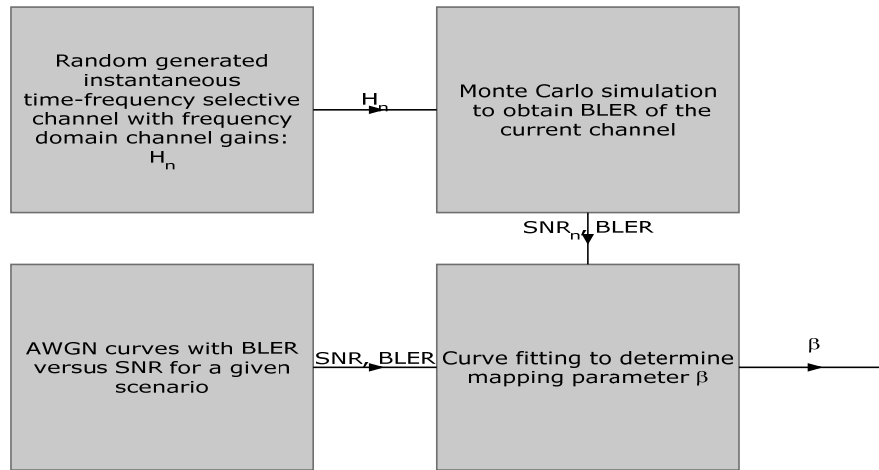 Random generated
instantaneous
time-frequency selective
channel with frequency
domain channel gains:
Hn
Hn
Monte Carlo simulation
to obtain BLER of the
current channel
SNRn, BLER
AWGN curves with BLER
versus SNR for a given
scenario
SNR, BLER
Curve fitting to determine
mapping parameter β
β